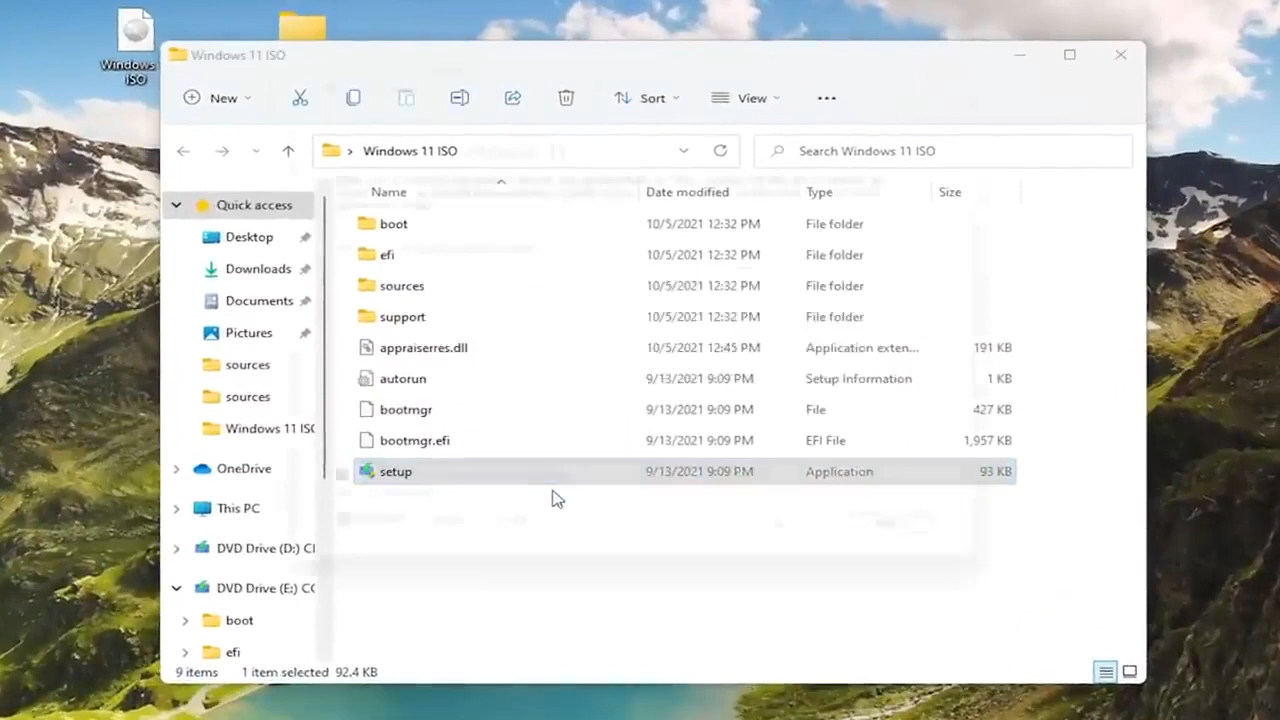 Windows
ISO
Windows 11 ISO
New
Sort
View
Windows 11 ISO
Search Windows 11 ISO
Name Date modified Type Size
Quick access
Desktop
Downloads
Documents
Pictures
sources
sources
Windows 11 ISO
OneDrive
This PC
DVD Drive (D:) C
DVD Drive (E:) CC
boot
efi
boot 10/5/2021 12:32 PM File folder
efi 10/5/2021 12:32 PM File folder
sources 10/5/2021 12:32 PM File folder
support 10/5/2021 12:32 PM File folder
appraiserres.dll 10/5/2021 12:45 PM Application exten... 191 KB
autorun 9/13/2021 9:09 PM Setup Information 1 KB
bootmgr 9/13/2021 9:09 PM File 427 KB
bootmgr.efi 9/13/2021 9:09 PM EFI File 1,957 KB
setup 9/13/2021 9:09 PM Application 93 KB
9 items 1 item selected 92.4 KB